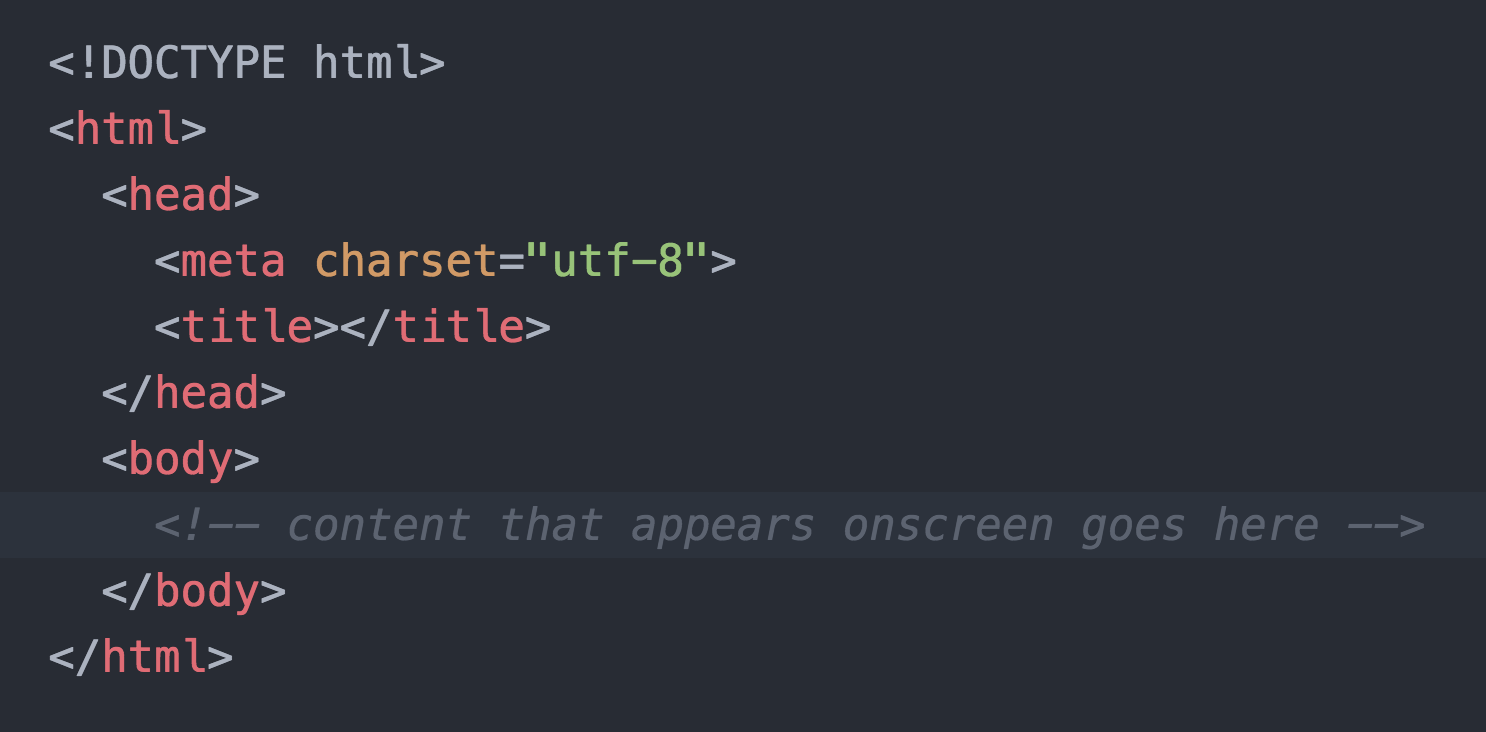 <!DOCTYPE html>
<html>
  <head>
    <meta charset="utf-8">
    <title></title>
  </head>
  <body>
    <!-- content that appears onscreen goes here -->
  </body>
</html>